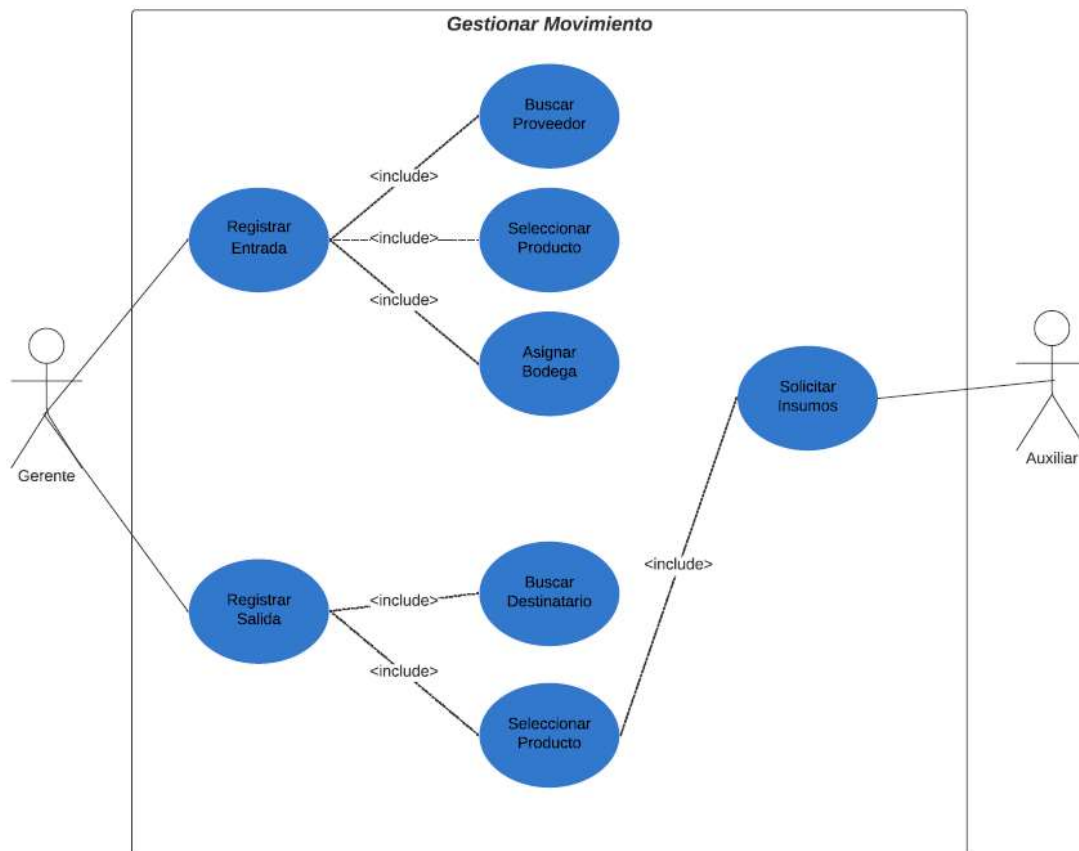 Gestionar Movimiento
Buscar
Proveedor
<include>
Registrar
Entrada
<include>
Seleccionar
Producto
<include>
Asignar
Bodega
Solicitar
Insumos
Gerente
Auxiliar
<include>
Registrar
Salida
<include>
Buscar
Destinatario
<include>
Seleccionar
Producto